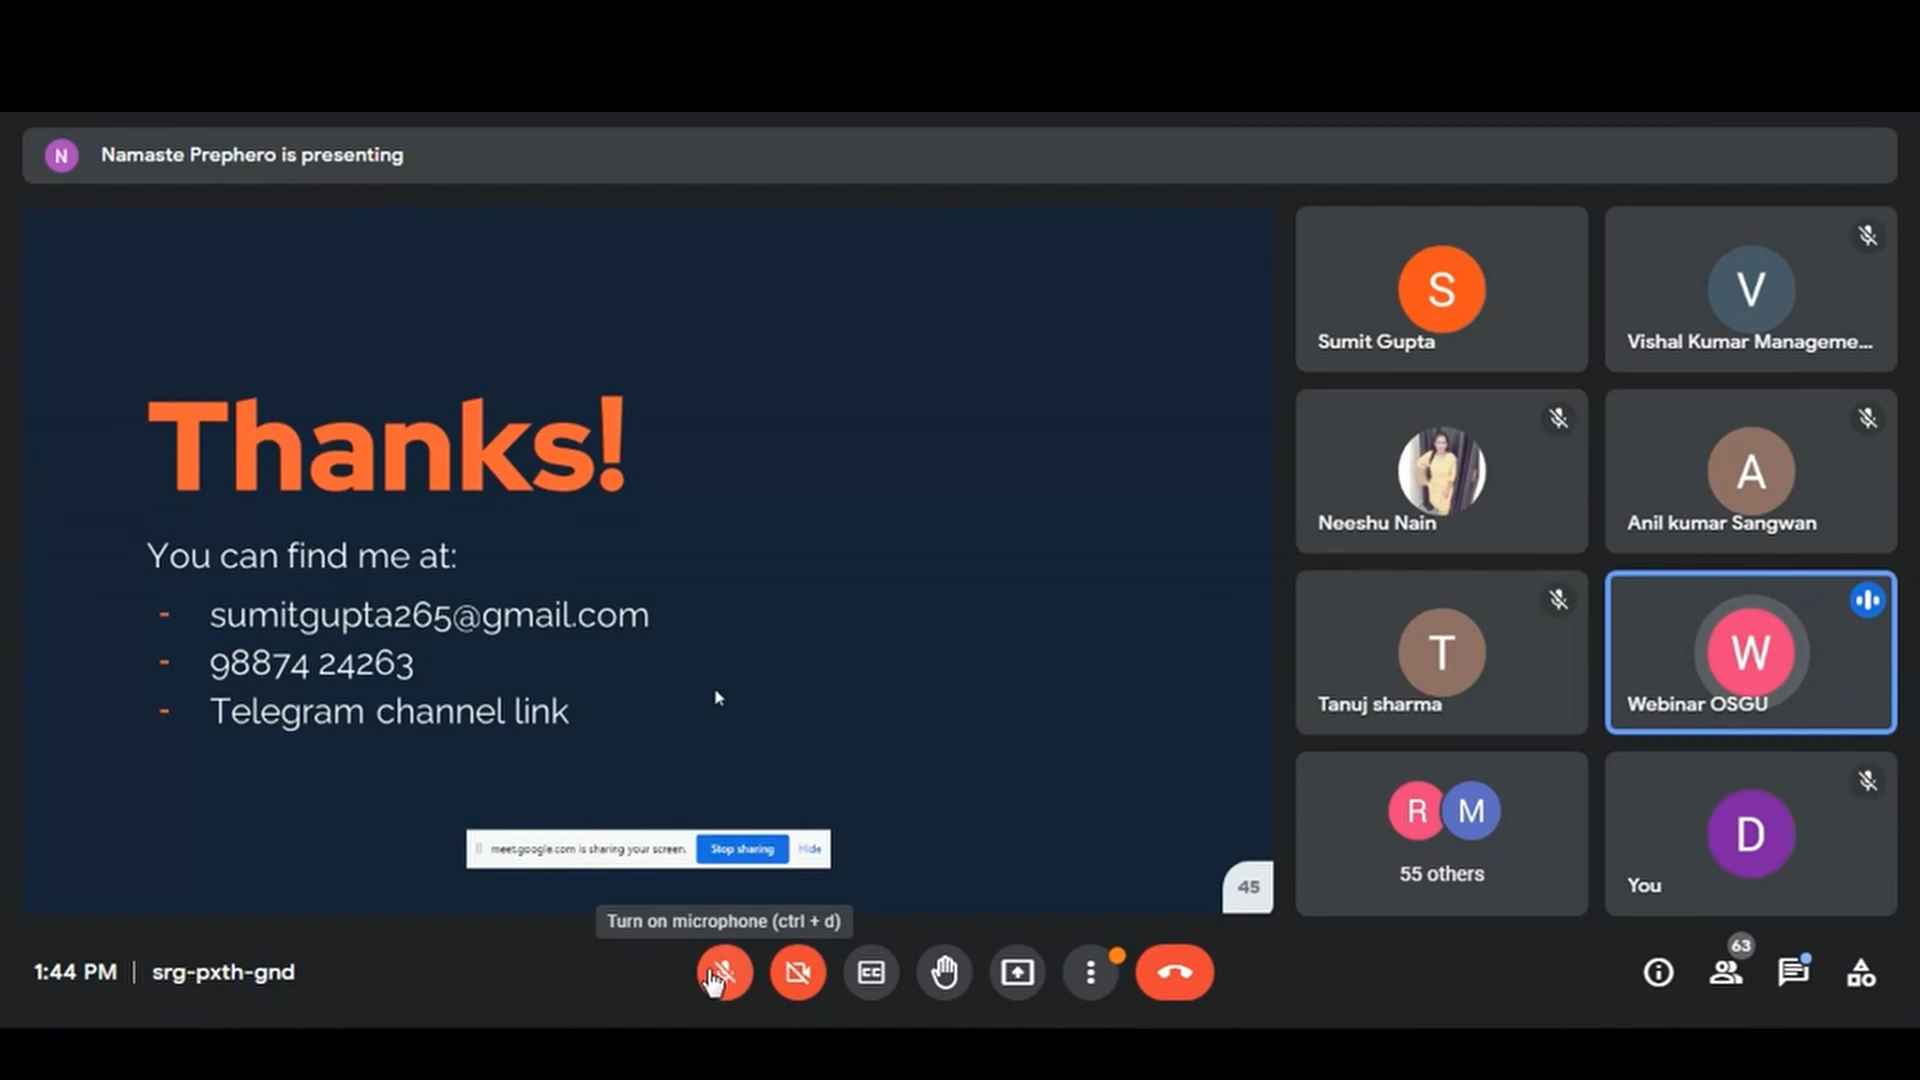 N
Namaste Prephero is presenting
Thanks!
You can find me at:
- sumitgupta265@gmail.com
- 98874 24263
- Telegram channel link
meet.google.com is sharing your screen.
Stop sharing
Hide
45
S
Sumit Gupta
V
Vishal Kumar Manageme...
Neeshu Nain
A
Anil kumar Sangwan
T
Tanuj sharma
W
Webinar OSGU
R
M
55 others
D
You
Turn on microphone (ctrl + d)
1:44 PM | srg-pxth-gnd
CC
63